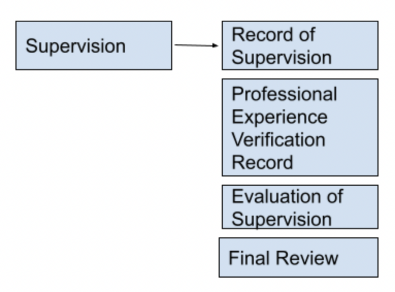 Supervision
Record of
Supervision
Professional
Experience
Verification
Record
Evaluation of
Supervision
Final Review